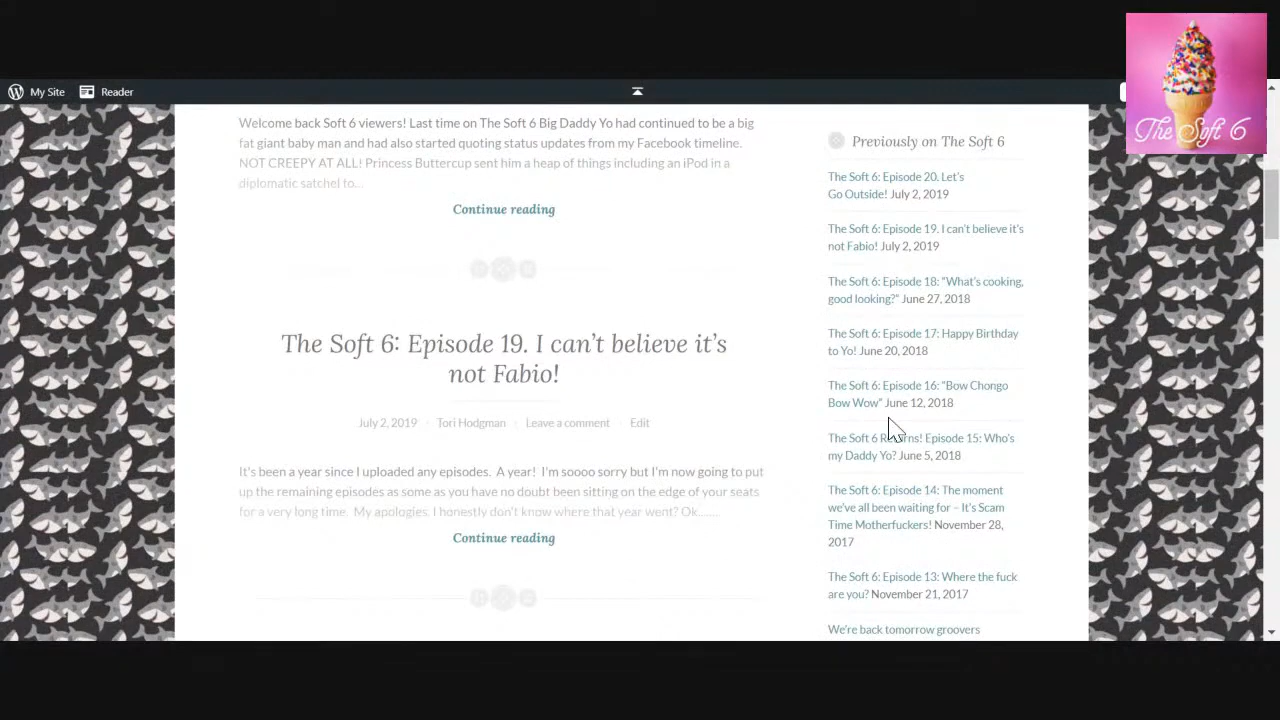 My Site
Reader
The Soft 6
Welcome back Soft 6 viewers! Last time on The Soft 6 Big Daddy Yo had continued to be a big
fat giant baby man and had also started quoting status updates from my Facebook timeline.
NOT CREEPY AT ALL! Princess Buttercup sent him a heap of things including an iPod in a
diplomatic satchel to…
Continue reading
The Soft 6: Episode 19. I can’t believe it’s
not Fabio!
July 2, 2019 · Tori Hodgman · Leave a comment · Edit
It's been a year since I uploaded any episodes. A year! I'm soooo sorry but I'm now going to put
up the remaining episodes as some as you have no doubt been sitting on the edge of your seats
for a very long time. My apologies. I honestly don't know where that year went? Ok........
Continue reading
Previously on The Soft 6
The Soft 6: Episode 20. Let's
Go Outside! July 2, 2019
The Soft 6: Episode 19. I can't believe it's
not Fabio! July 2, 2019
The Soft 6: Episode 18: “What's cooking,
good looking?“ June 27, 2018
The Soft 6: Episode 17: Happy Birthday
to Yo! June 20, 2018
The Soft 6: Episode 16: “Bow Chongo
Bow Wow” June 12, 2018
The Soft 6 Returns! Episode 15: Who's
my Daddy Yo? June 5, 2018
The Soft 6: Episode 14: The moment
we've all been waiting for – It's Scam
Time Motherfuckers! November 28,
2017
The Soft 6: Episode 13: Where the fuck
are you? November 21, 2017
We're back tomorrow groovers